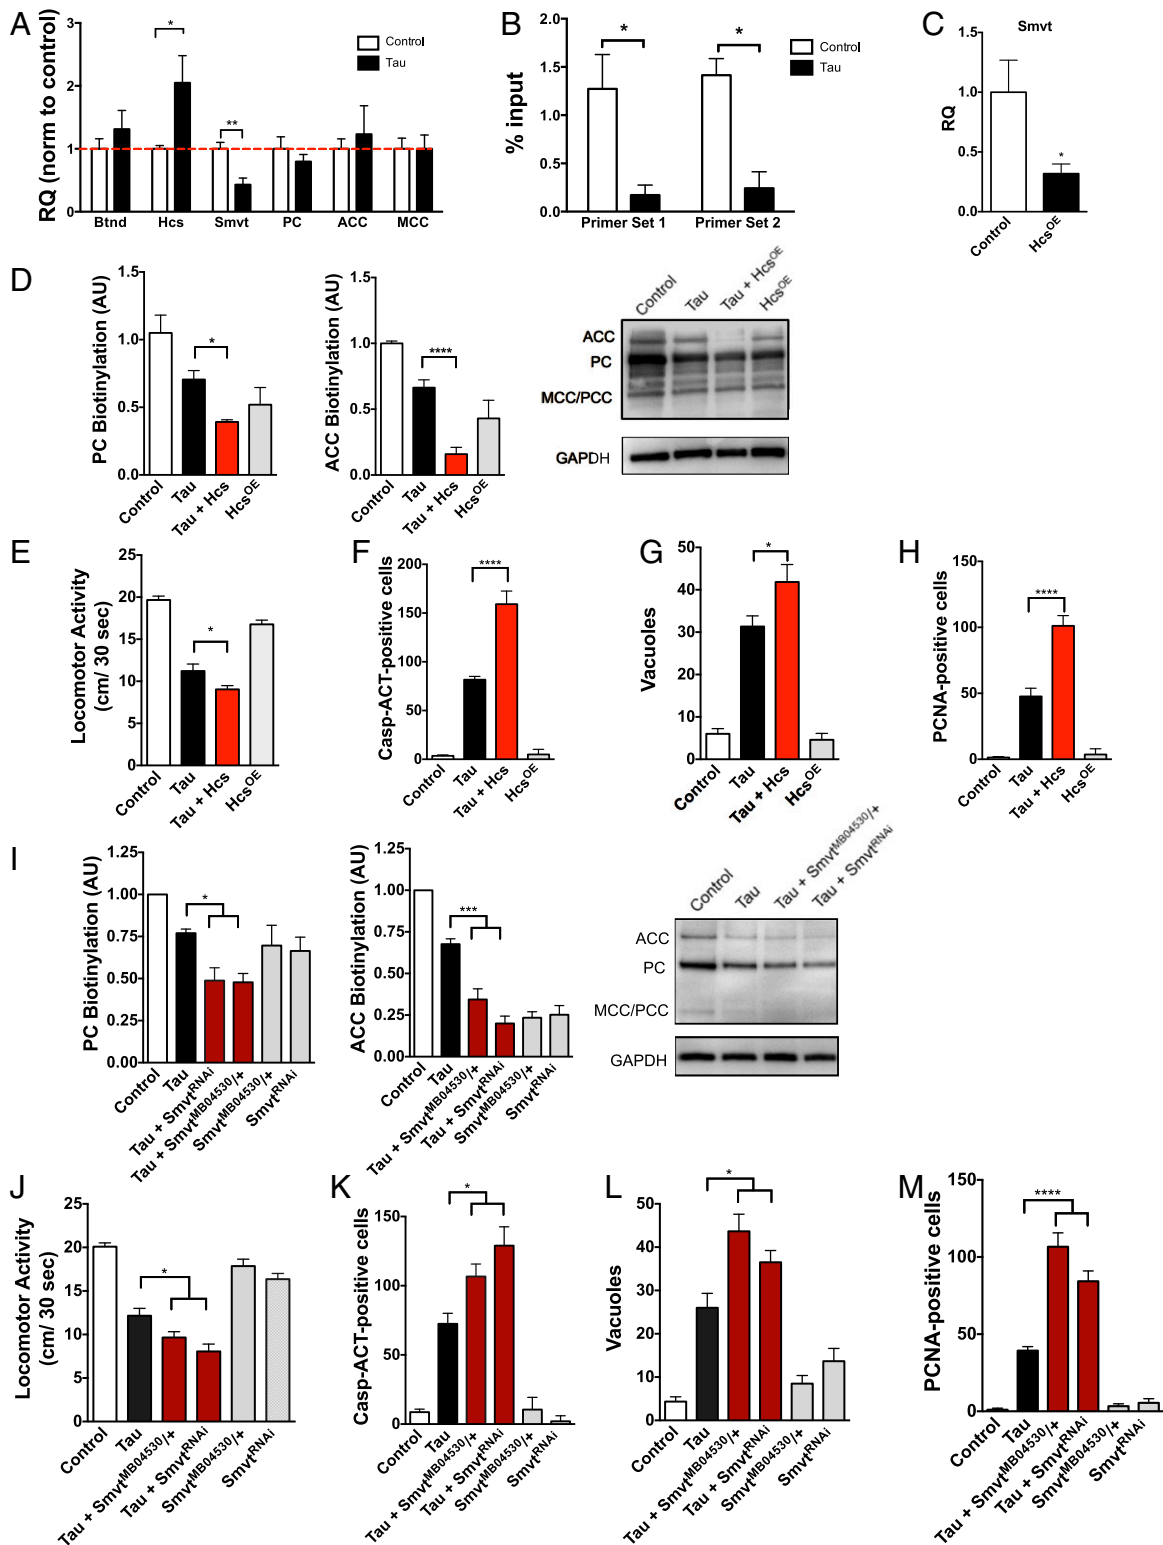 A
RQ (norm to control)
3
2
1
0
*
**
Control
Tau
Btnd Hcs Smvt PC ACC MCC
B
% input
2.0
1.5
1.0
0.5
0.0
*
*
Control
Tau
Primer Set 1 Primer Set 2
C
Smvt
RQ
1.5
1.0
0.5
0.0
*
Control
Hcs^OE
D
PC Biotinylation (AU)
1.5
1.0
0.5
0.0
*
Control
Tau
Tau + Hcs
Hcs^OE
ACC Biotinylation (AU)
1.5
1.0
0.5
0.0
****
Control
Tau
Tau + Hcs
Hcs^OE
Control
Tau
Tau + Hcs^OE
Hcs^OE
ACC
PC
MCC/PCC
GAPDH
E
Locomotor Activity
(cm/ 30 sec)
25
20
15
10
5
0
*
Control
Tau
Tau + Hcs
Hcs^OE
F
Casp-ACT-positive cells
200
150
100
50
0
****
Control
Tau
Tau + Hcs
Hcs^OE
G
Vacuoles
50
40
30
20
10
0
*
Control
Tau
Tau + Hcs
Hcs^OE
H
PCNA-positive cells
150
100
50
0
****
Control
Tau
Tau + Hcs
Hcs^OE
I
PC Biotinylation (AU)
1.25
1.00
0.75
0.50
0.25
0.00
*
Control
Tau
Tau + Smvt^RNAi
Tau + Smvt^MB04530/+
Smvt^MB04530/+
Smvt^RNAi
ACC Biotinylation (AU)
1.25
1.00
0.75
0.50
0.25
0.00
***
Control
Tau
Tau + Smvt^MB04530/+
Tau + Smvt^RNAi
Smvt^MB04530/+
Smvt^RNAi
Control
Tau
Tau + Smvt^MB04530/+
Tau + Smvt^RNAi
ACC
PC
MCC/PCC
GAPDH
J
Locomotor Activity
(cm/ 30 sec)
25
20
15
10
5
0
*
Control
Tau
Tau + Smvt^MB04530/+
Tau + Smvt^RNAi
Smvt^MB04530/+
Smvt^RNAi
K
Casp-ACT-positive cells
150
100
50
0
*
Control
Tau
Tau + Smvt^MB04530/+
Tau + Smvt^RNAi
Smvt^MB04530/+
Smvt^RNAi
L
Vacuoles
50
40
30
20
10
0
*
Control
Tau
Tau + Smvt^MB04530/+
Tau + Smvt^RNAi
Smvt^MB04530/+
Smvt^RNAi
M
PCNA-positive cells
150
100
50
0
****
Control
Tau
Tau + Smvt^MB04530/+
Tau + Smvt^RNAi
Smvt^MB04530/+
Smvt^RNAi